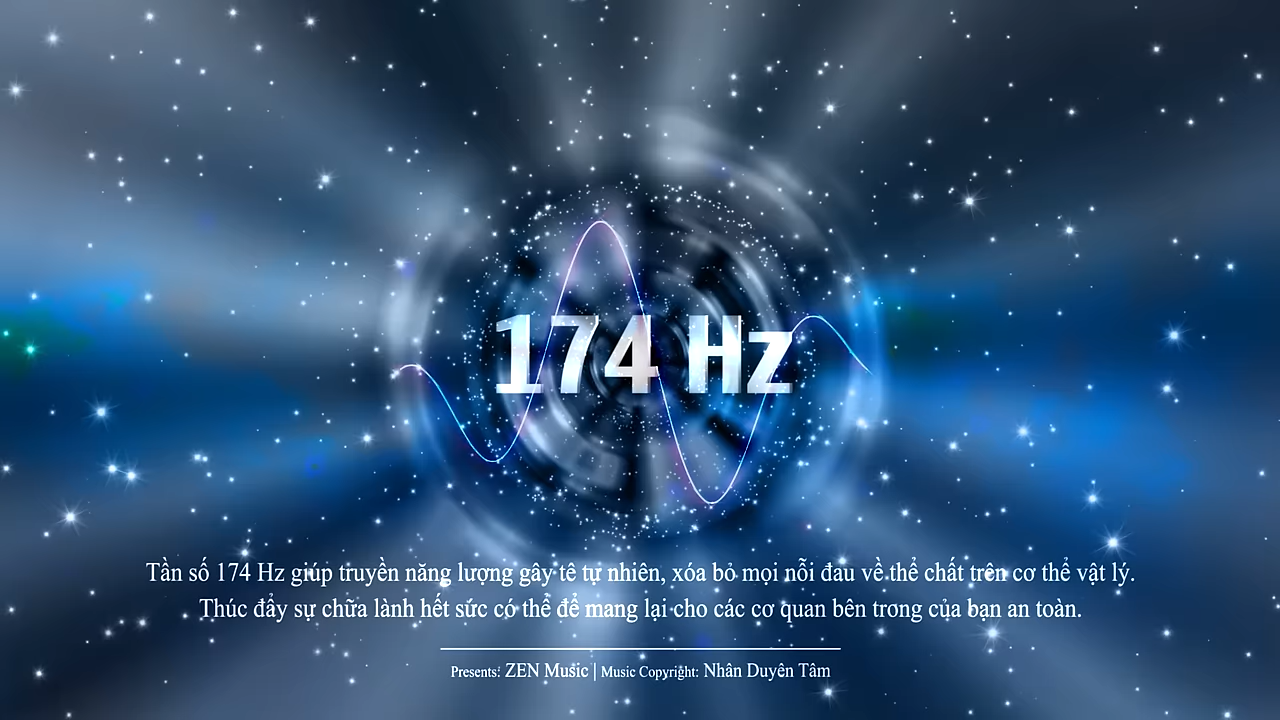 174 Hz
Tần số 174 Hz giúp truyền năng lượng gây tê tự nhiên, xóa bỏ mọi nỗi đau về thể chất trên cơ thể vật lý.
Thúc đẩy sự chữa lành hết sức có thể để mang lại cho các cơ quan bên trong của bạn an toàn.
Presents: ZEN Music | Music Copyright: Nhân Duyên Tâm